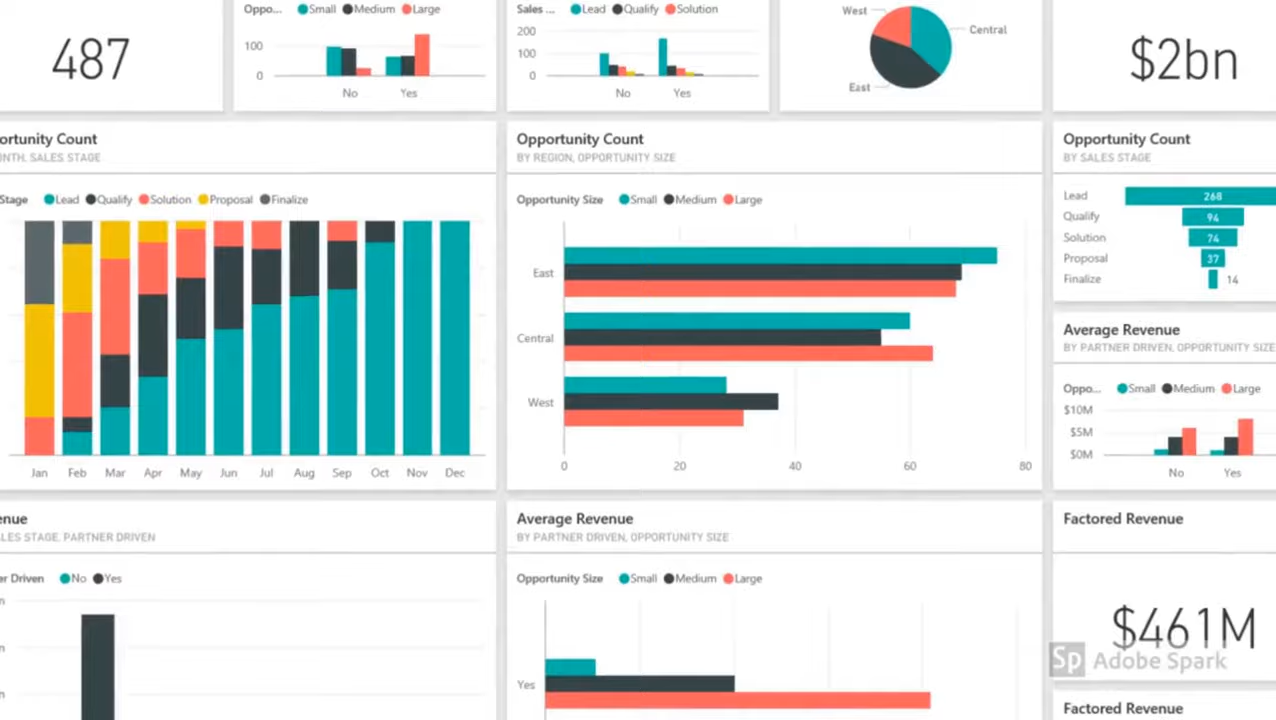 487
Oppo... Small Medium Large
100
0
No Yes
Sales ... Lead Qualify Solution
200
100
0
No Yes
West
Central
East
$2bn
ortunity Count
ONTH, SALES STAGE
Stage Lead Qualify Solution Proposal Finalize
Jan Feb Mar Apr May Jun Jul Aug Sep Oct Nov Dec
Opportunity Count
BY REGION, OPPORTUNITY SIZE
Opportunity Size Small Medium Large
East
Central
West
0 20 40 60 80
Opportunity Count
BY SALES STAGE
Lead 268
Qualify 94
Solution 74
Proposal 37
Finalize 14
Average Revenue
BY PARTNER DRIVEN, OPPORTUNITY SIZE
Oppo... Small Medium Large
$10M
$5M
$0M
No Yes
enue
LES STAGE, PARTNER DRIVEN
er Driven No Yes
n
n
n
Average Revenue
BY PARTNER DRIVEN, OPPORTUNITY SIZE
Opportunity Size Small Medium Large
Yes
Factored Revenue
$461M
Sp Adobe Spark
Factored Revenue